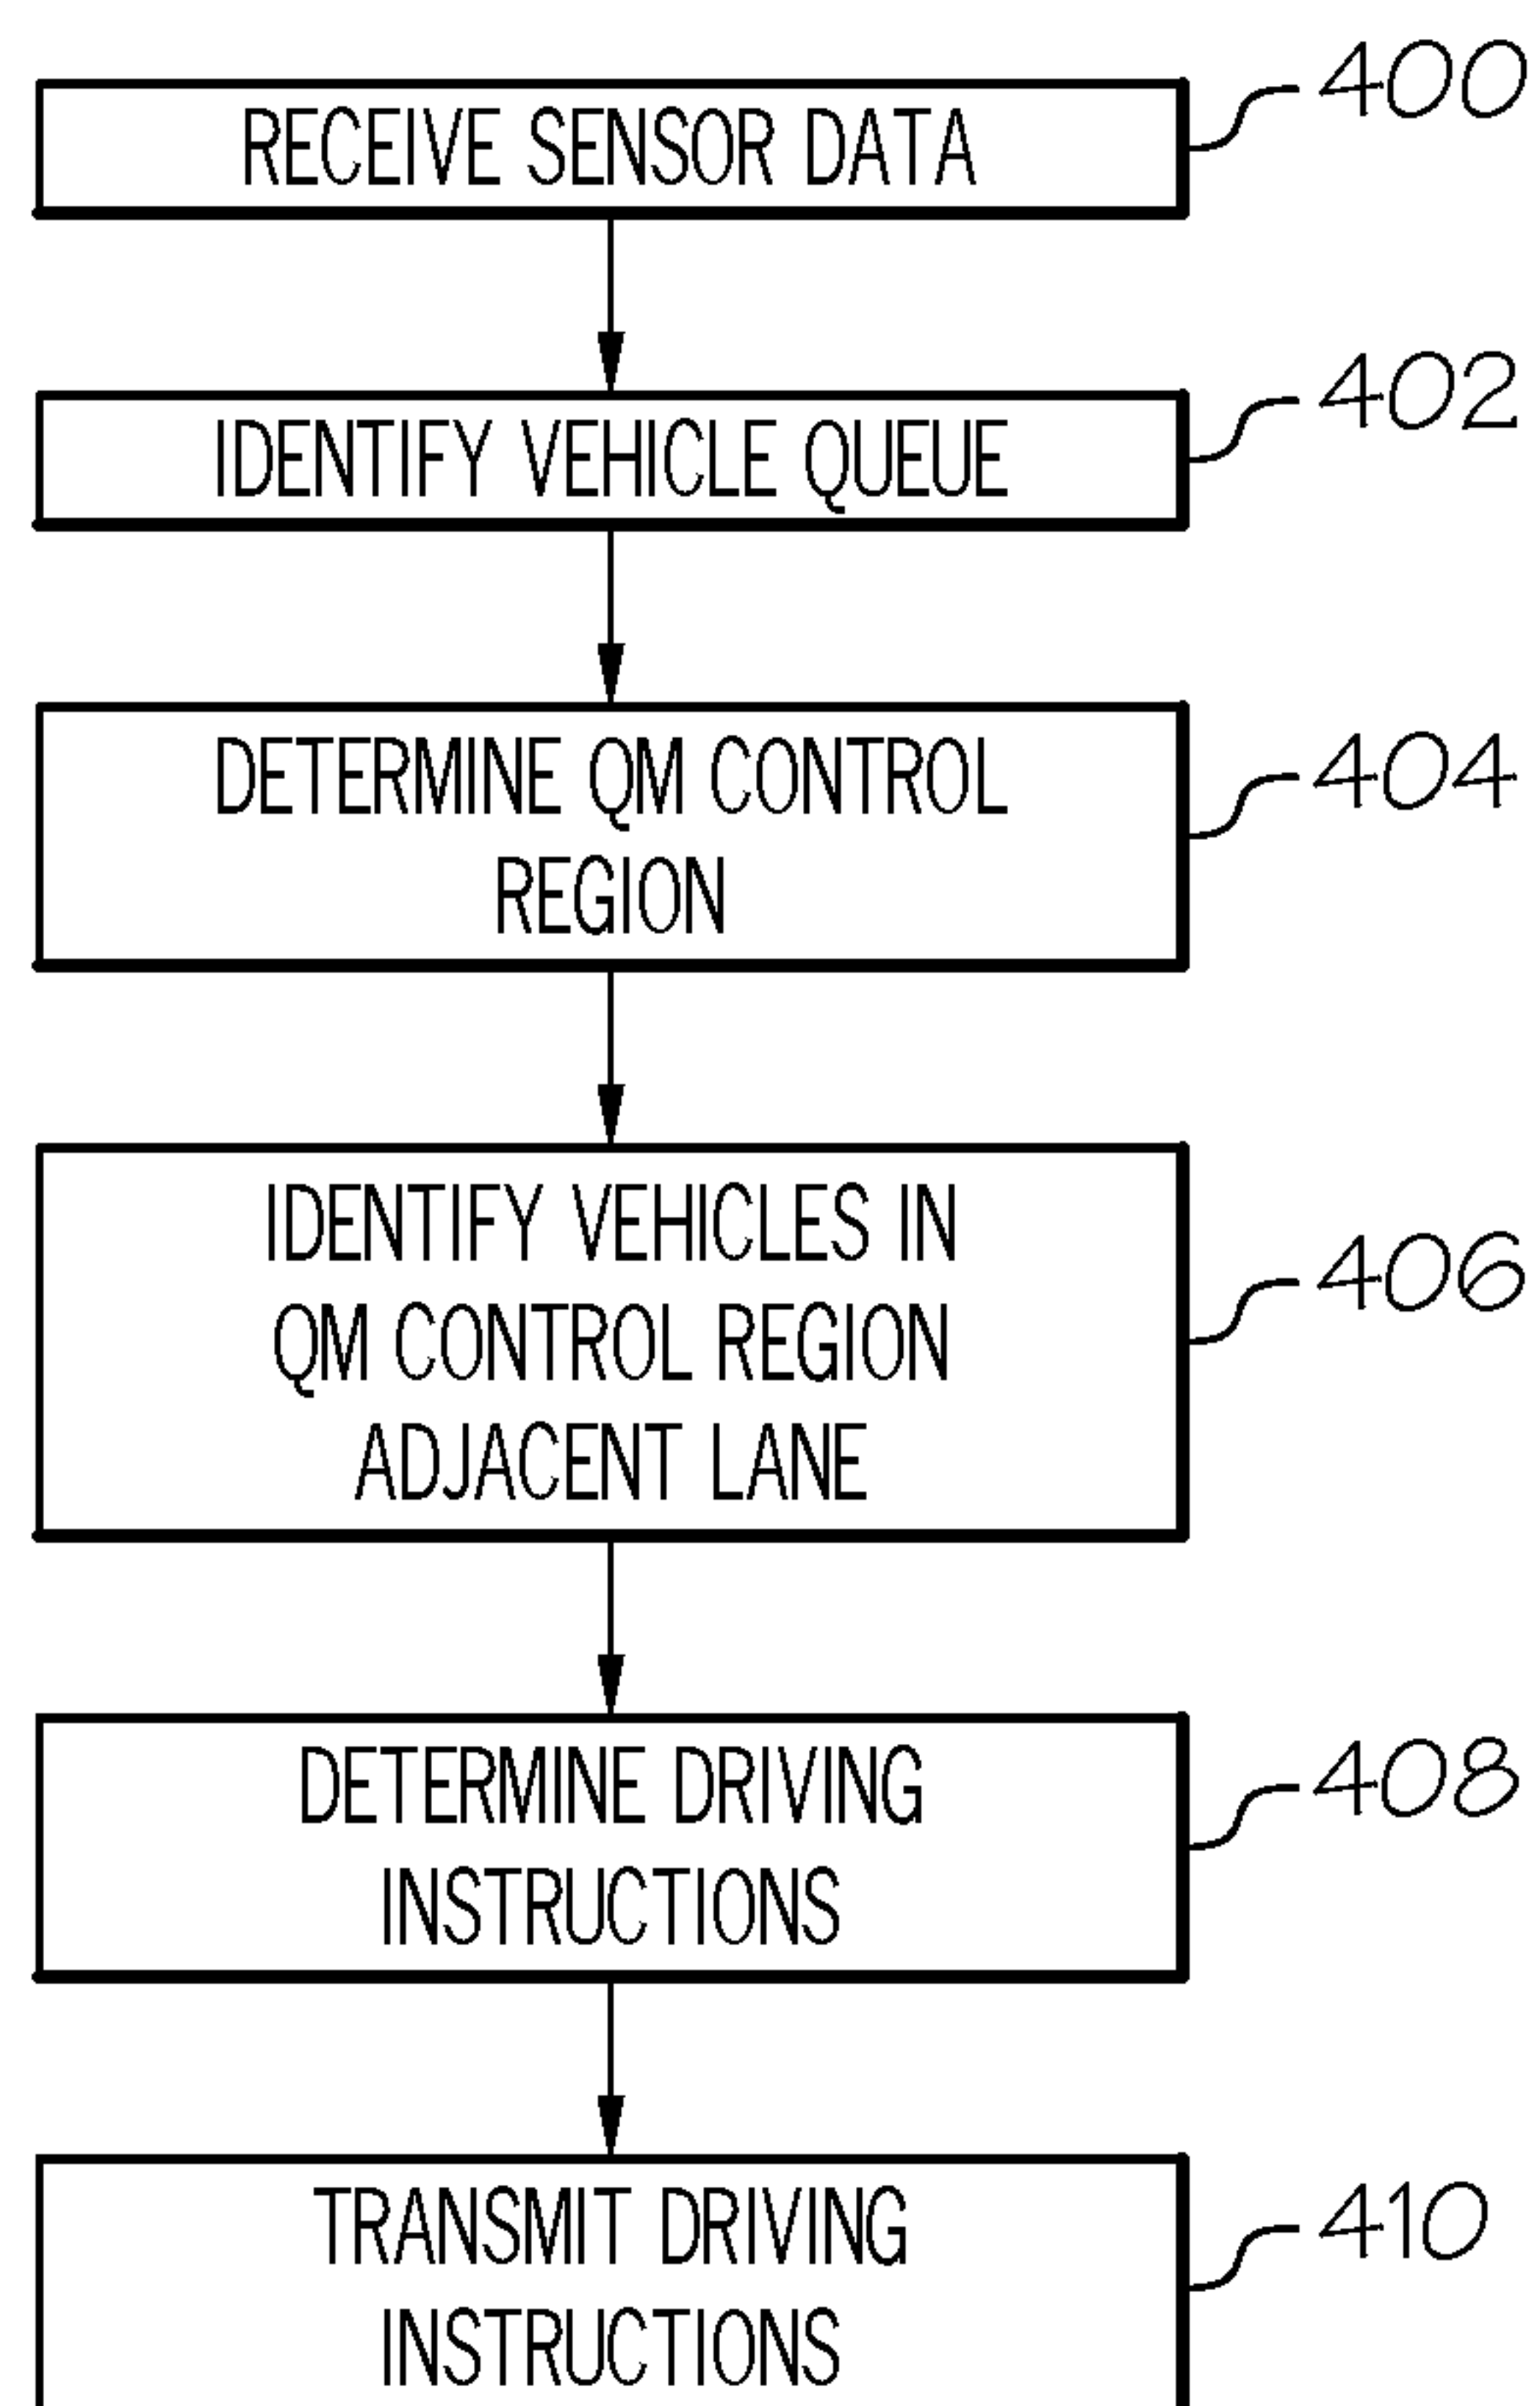 RECEIVE SENSOR DATA
400
IDENTIFY VEHICLE QUEUE
402
DETERMINE QM CONTROL
REGION
404
IDENTIFY VEHICLES IN
QM CONTROL REGION
ADJACENT LANE
406
DETERMINE DRIVING
INSTRUCTIONS
408
TRANSMIT DRIVING
INSTRUCTIONS
410